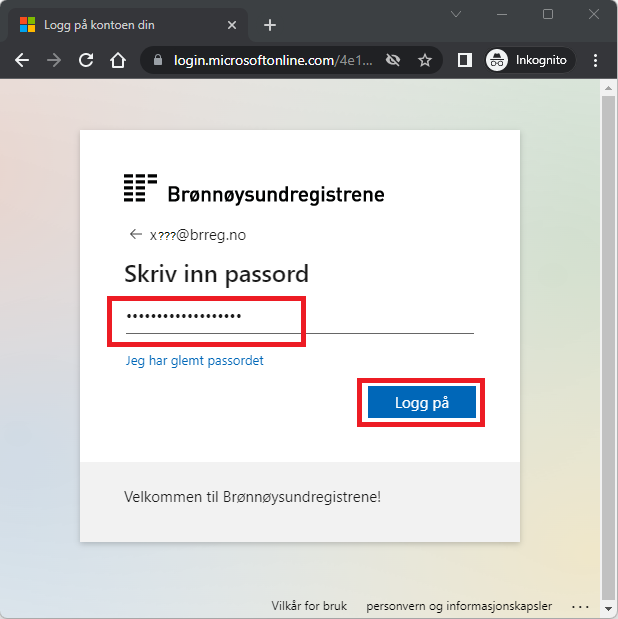 Logg på kontoen din
login.microsoftonline.com/4e1...
Inkognito
Brønnøysundregistrene
x???@brreg.no
Skriv inn passord
•••••••••••••••••••
Jeg har glemt passordet
Logg på
Velkommen til Brønnøysundregistrene!
Vilkår for bruk personvern og informasjonskapsler ...